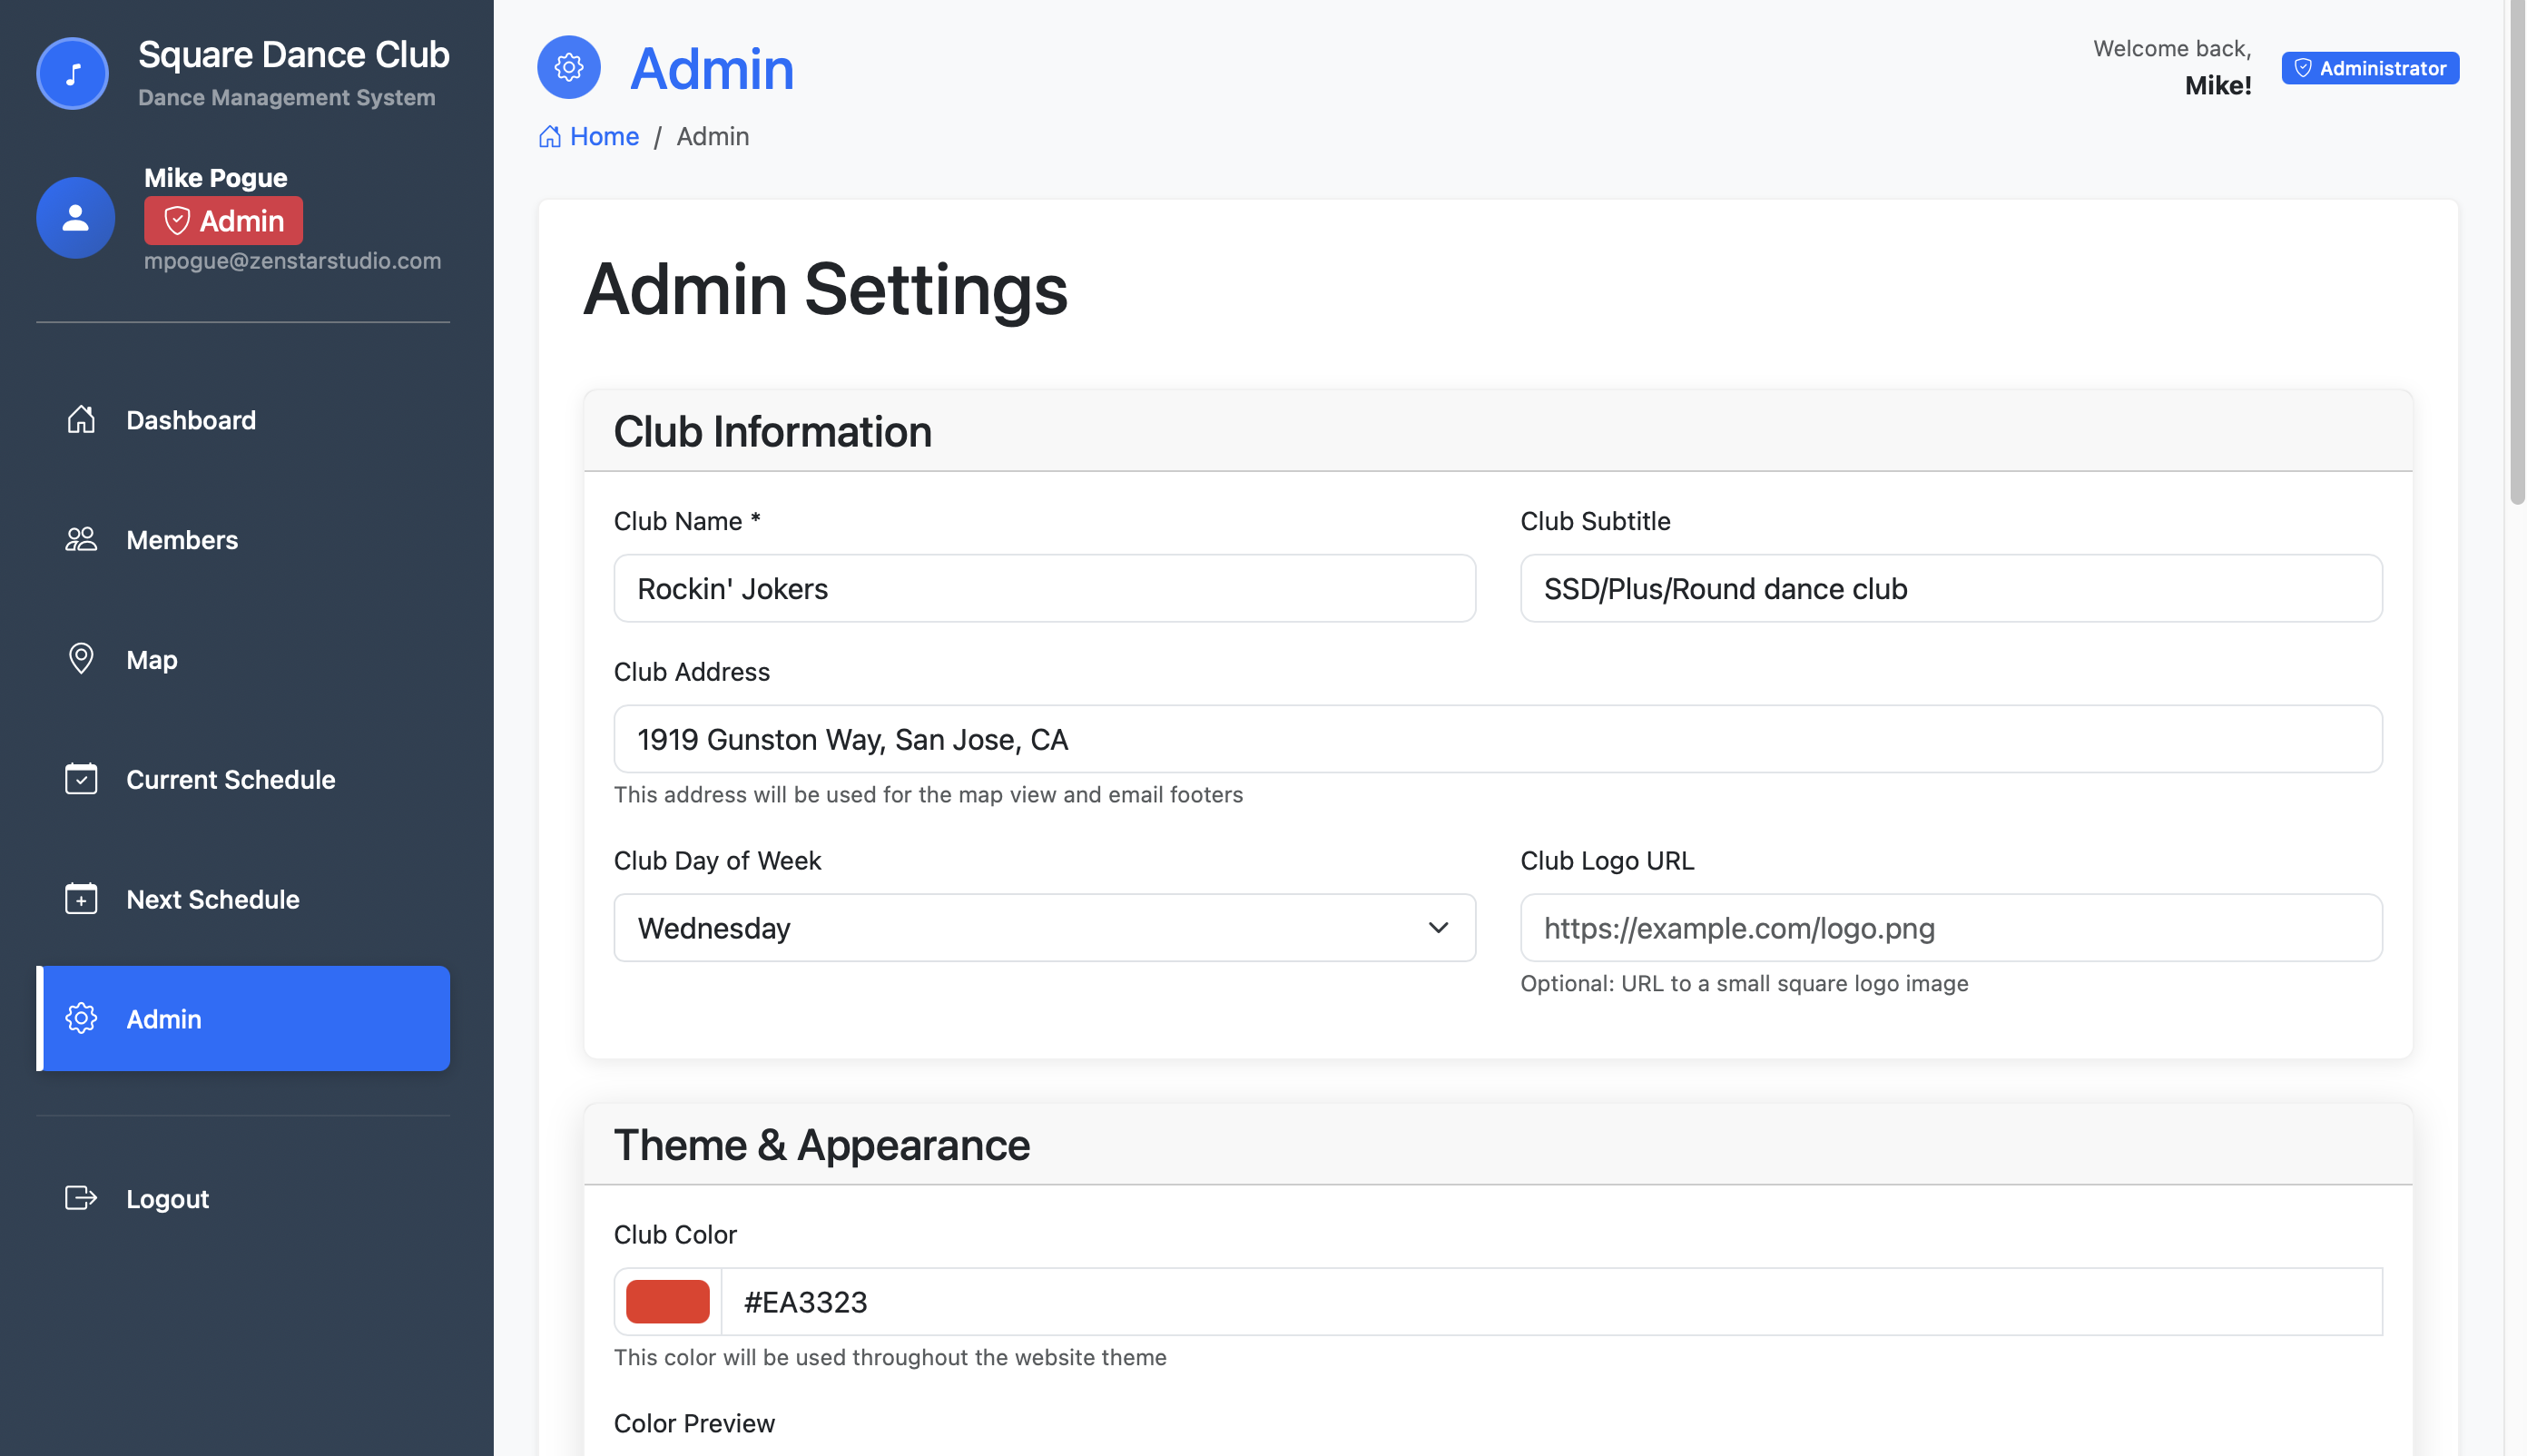 Square Dance Club
Dance Management System
Mike Pogue
Admin
mpogue@zenstarstudio.com
Dashboard
Members
Map
Current Schedule
Next Schedule
Admin
Logout
Admin
Welcome back,
Mike!
Administrator
Home / Admin
Admin Settings
Club Information
Club Name *
Rockin' Jokers
Club Subtitle
SSD/Plus/Round dance club
Club Address
1919 Gunston Way, San Jose, CA
This address will be used for the map view and email footers
Club Day of Week
Wednesday
Club Logo URL
https://example.com/logo.png
Optional: URL to a small square logo image
Theme & Appearance
Club Color
#EA3323
This color will be used throughout the website theme
Color Preview